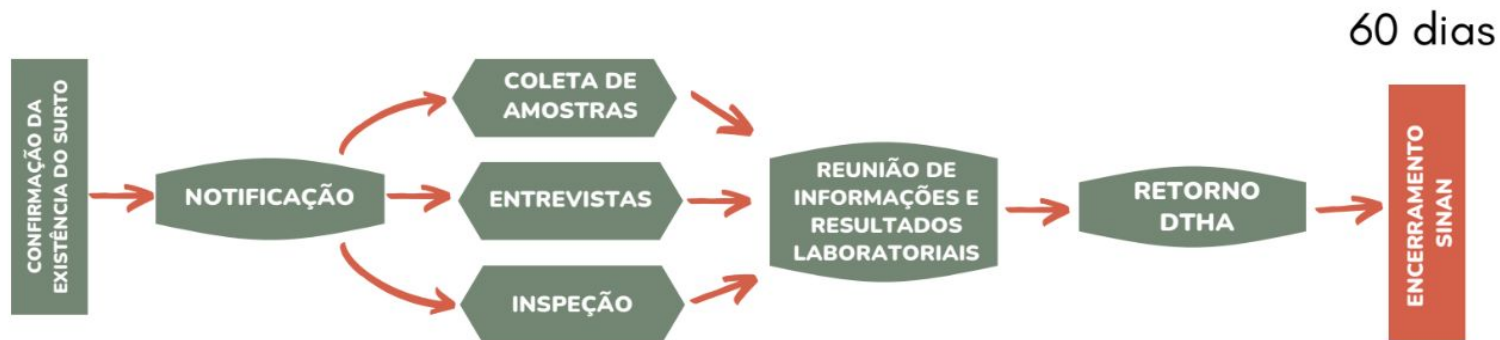 60 dias
CONFIRMAÇÃO DA
EXISTÊNCIA DO SURTO
NOTIFICAÇÃO
COLETA DE
AMOSTRAS
ENTREVISTAS
INSPEÇÃO
REUNIÃO DE
INFORMAÇÕES E
RESULTADOS
LABORATORIAIS
RETORNO
DTHA
ENCERRAMENTO
SINAN